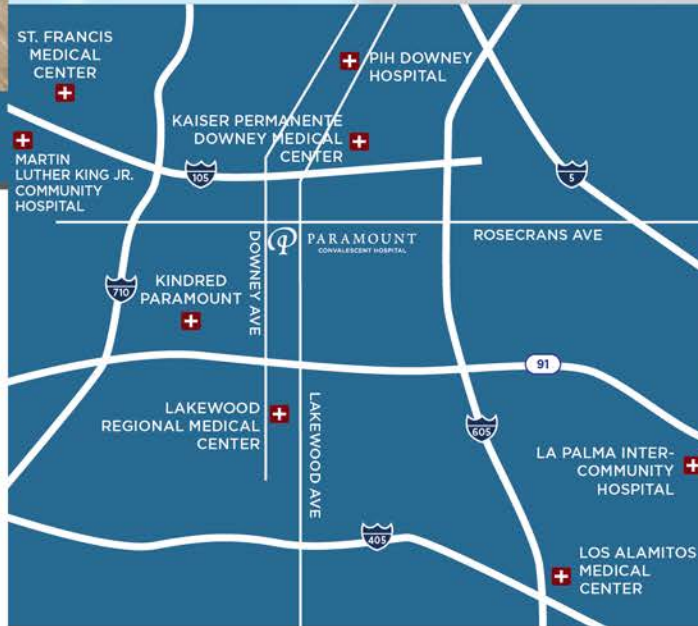 ST. FRANCIS
MEDICAL
CENTER
PIH DOWNEY
HOSPITAL
KAISER PERMANENTE
DOWNEY MEDICAL
CENTER
MARTIN
LUTHER KING JR.
COMMUNITY
HOSPITAL
105
5
DOWNEY AVE
P PARAMOUNT
CONVALESCENT HOSPITAL
ROSECRANS AVE
710
KINDRED
PARAMOUNT
91
LAKEWOOD
REGIONAL MEDICAL
CENTER
LAKEWOOD AVE
605
LA PALMA INTER-
COMMUNITY
HOSPITAL
405
LOS ALAMITOS
MEDICAL
CENTER